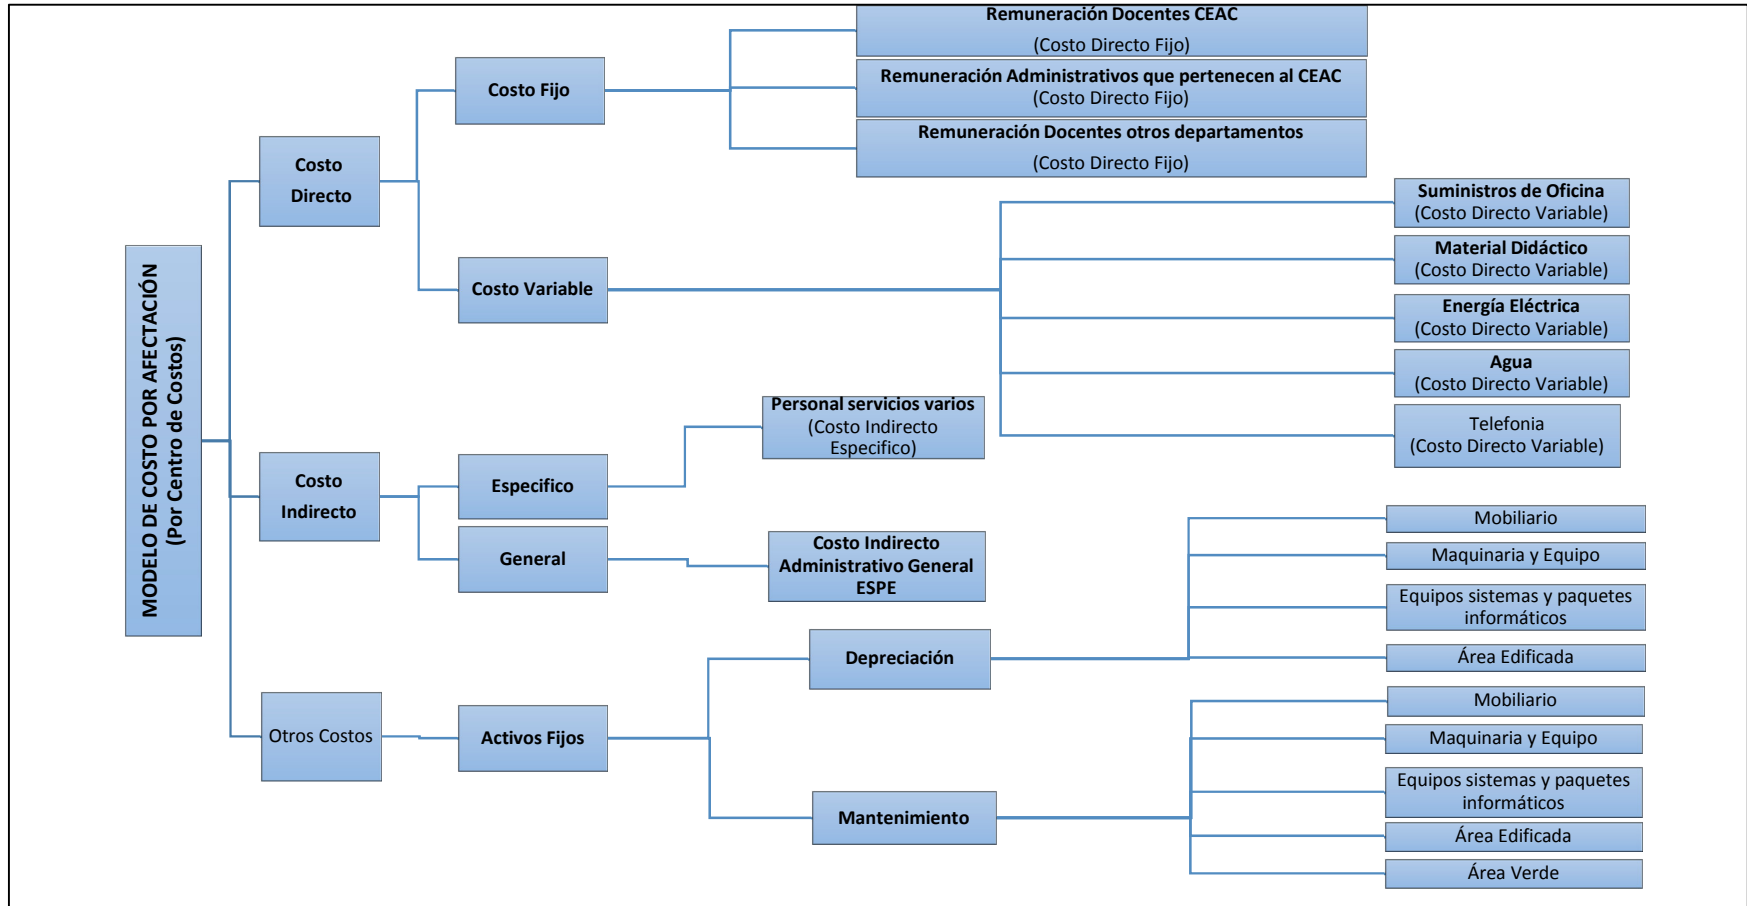 MODELO DE COSTO POR AFECTACIÓN
(Por Centro de Costos)
Costo
Directo
Costo Fijo
Remuneración Docentes CEAC
(Costo Directo Fijo)
Remuneración Administrativos que pertenecen al CEAC
(Costo Directo Fijo)
Remuneración Docentes otros departamentos
(Costo Directo Fijo)
Costo Variable
Suministros de Oficina
(Costo Directo Variable)
Material Didáctico
(Costo Directo Variable)
Energía Eléctrica
(Costo Directo Variable)
Agua
(Costo Directo Variable)
Telefonia
(Costo Directo Variable)
Costo
Indirecto
Especifico
Personal servicios varios
(Costo Indirecto
Especifico)
General
Costo Indirecto
Administrativo General
ESPE
Otros Costos
Activos Fijos
Depreciación
Mobiliario
Maquinaria y Equipo
Equipos sistemas y paquetes
informáticos
Área Edificada
Mantenimiento
Mobiliario
Maquinaria y Equipo
Equipos sistemas y paquetes
informáticos
Área Edificada
Área Verde